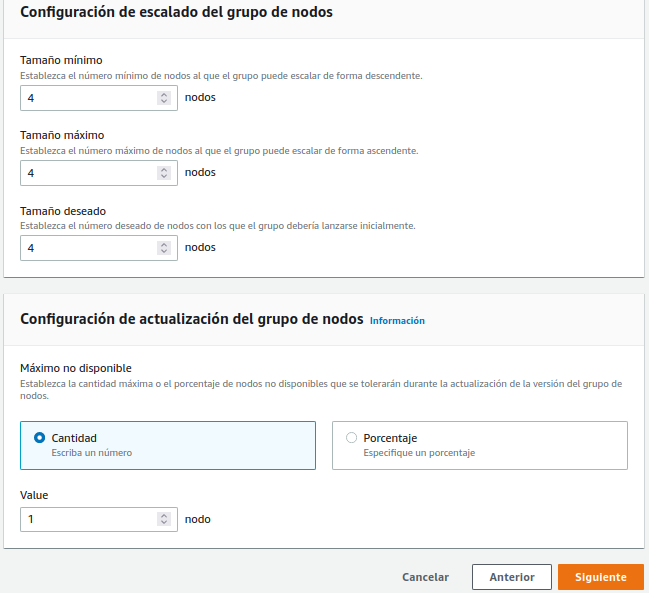 Configuración de escalado del grupo de nodos
Tamaño mínimo
Establezca el número mínimo de nodos al que el grupo puede escalar de forma descendente.
4 nodos
Tamaño máximo
Establezca el número máximo de nodos al que el grupo puede escalar de forma ascendente.
4 nodos
Tamaño deseado
Establezca el número deseado de nodos con los que el grupo debería lanzarse inicialmente.
4 nodos
Configuración de actualización del grupo de nodos Información
Máximo no disponible
Establezca la cantidad máxima o el porcentaje de nodos no disponibles que se tolerarán durante la actualización de la versión del grupo de
nodos.
Cantidad
Escriba un número
Porcentaje
Especifique un porcentaje
Value
1 nodo
Cancelar Anterior Siguiente